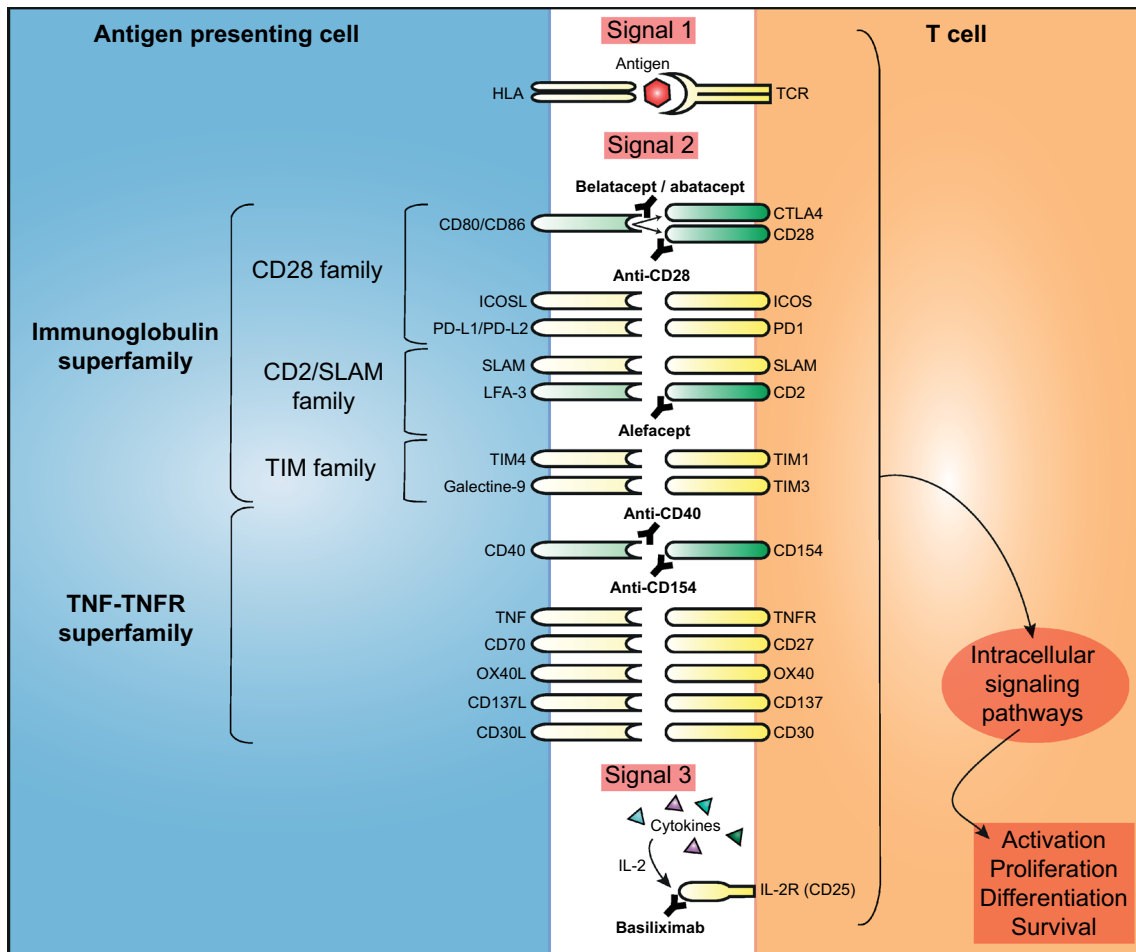 Antigen presenting cell
Signal 1
T cell
Antigen
HLA
TCR
Signal 2
Belatacept / abatacept
CD80/CD86
CTLA4
CD28
Anti-CD28
CD28 family
ICOSL
ICOS
PD-L1/PD-L2
PD1
Immunoglobulin
superfamily
CD2/SLAM
family
SLAM
SLAM
LFA-3
CD2
Alefacept
TIM family
TIM4
TIM1
Galectine-9
TIM3
Anti-CD40
CD40
CD154
Anti-CD154
TNF-TNFR
superfamily
TNF
TNFR
CD70
CD27
OX40L
OX40
CD137L
CD137
CD30L
CD30
Intracellular
signaling
pathways
Signal 3
Cytokines
IL-2
IL-2R (CD25)
Basiliximab
Activation
Proliferation
Differentiation
Survival